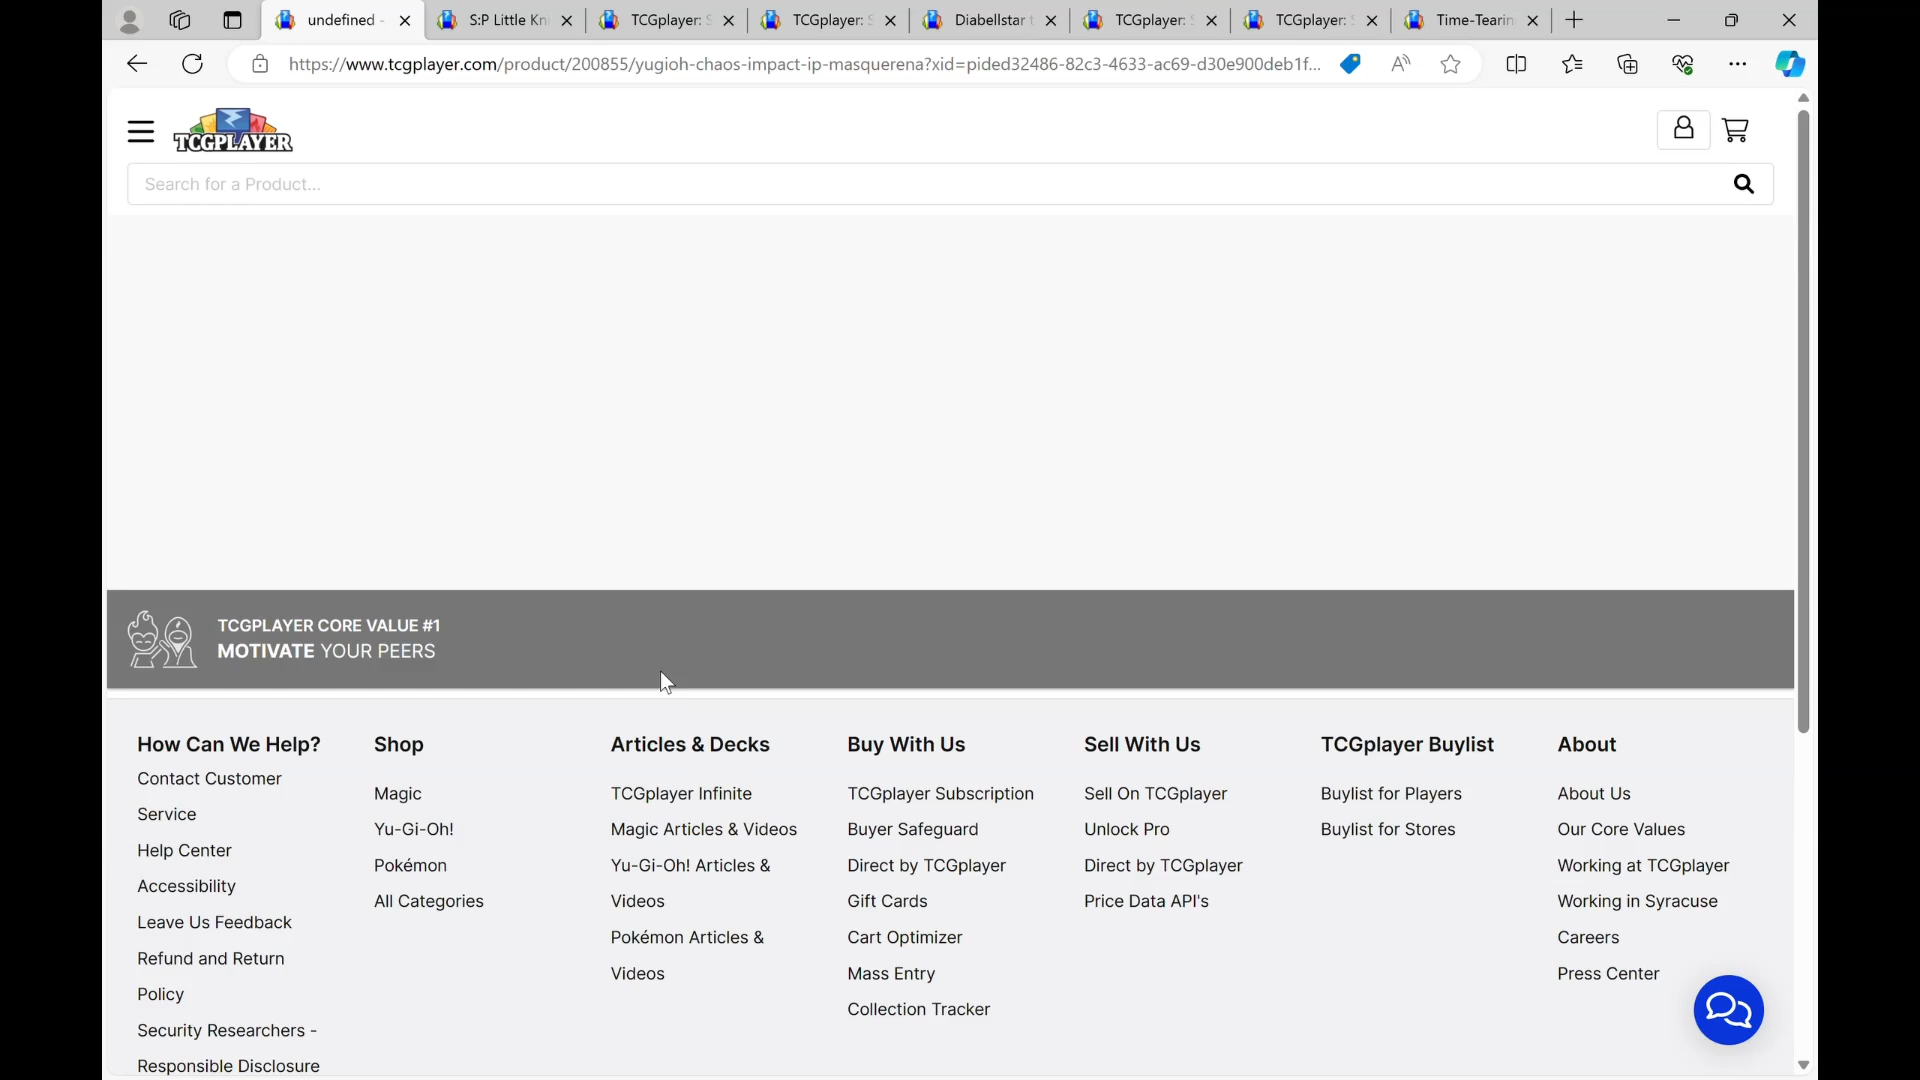 undefined -
S:P Little Kni
TCGplayer: S
TCGplayer: S
Diabellstar t
TCGplayer: S
TCGplayer: S
Time-Tearin
https://www.tcgplayer.com/product/200855/yugioh-chaos-impact-ip-masquerena?xid=pided32486-82c3-4633-ac69-d30e900deb1f...
TCGPLAYER
Search for a Product...
TCGPLAYER CORE VALUE #1
MOTIVATE YOUR PEERS
How Can We Help?
Contact Customer
Service
Help Center
Accessibility
Leave Us Feedback
Refund and Return
Policy
Security Researchers -
Responsible Disclosure
Shop
Magic
Yu-Gi-Oh!
Pokémon
All Categories
Articles & Decks
TCGplayer Infinite
Magic Articles & Videos
Yu-Gi-Oh! Articles &
Videos
Pokémon Articles &
Videos
Buy With Us
TCGplayer Subscription
Buyer Safeguard
Direct by TCGplayer
Gift Cards
Cart Optimizer
Mass Entry
Collection Tracker
Sell With Us
Sell On TCGplayer
Unlock Pro
Direct by TCGplayer
Price Data API's
TCGplayer Buylist
Buylist for Players
Buylist for Stores
About
About Us
Our Core Values
Working at TCGplayer
Working in Syracuse
Careers
Press Center